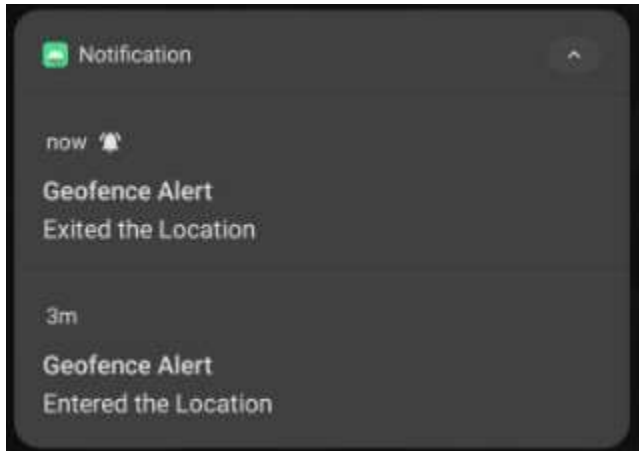 Notification
now
Geofence Alert
Exited the Location
3m
Geofence Alert
Entered the Location